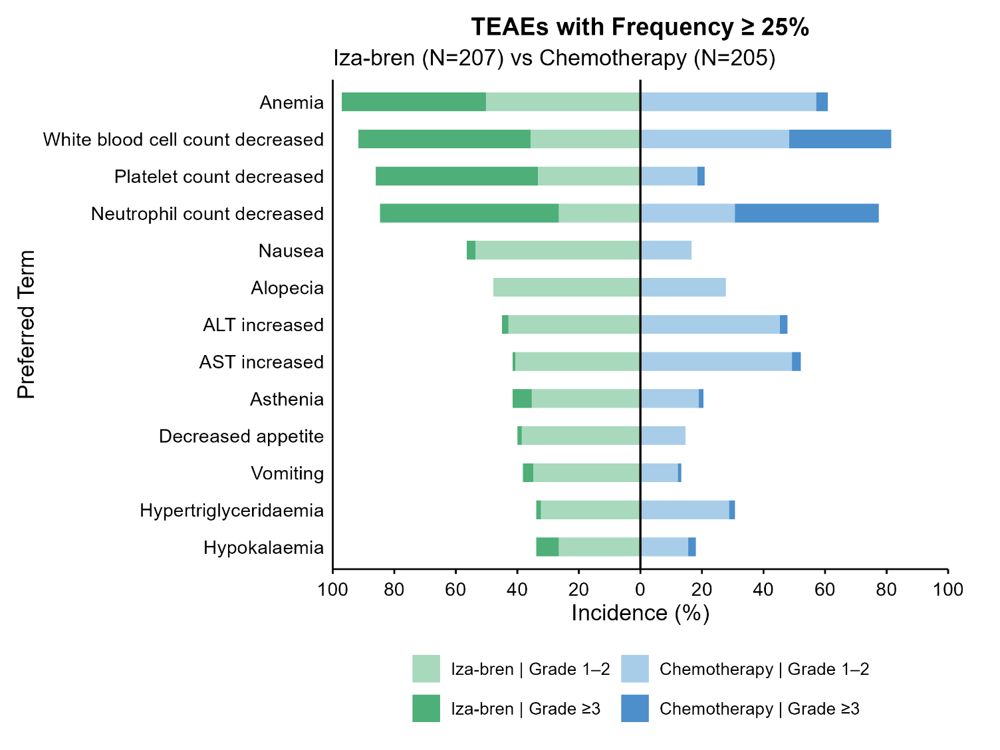 TEAEs with Frequency ≥ 25%
Iza-bren (N=207) vs Chemotherapy (N=205)
Preferred Term
Anemia
White blood cell count decreased
Platelet count decreased
Neutrophil count decreased
Nausea
Alopecia
ALT increased
AST increased
Asthenia
Decreased appetite
Vomiting
Hypertriglyceridaemia
Hypokalaemia
100 80 60 40 20 0 20 40 60 80 100
Incidence (%)
Iza-bren | Grade 1–2 Chemotherapy | Grade 1–2
Iza-bren | Grade ≥3 Chemotherapy | Grade ≥3